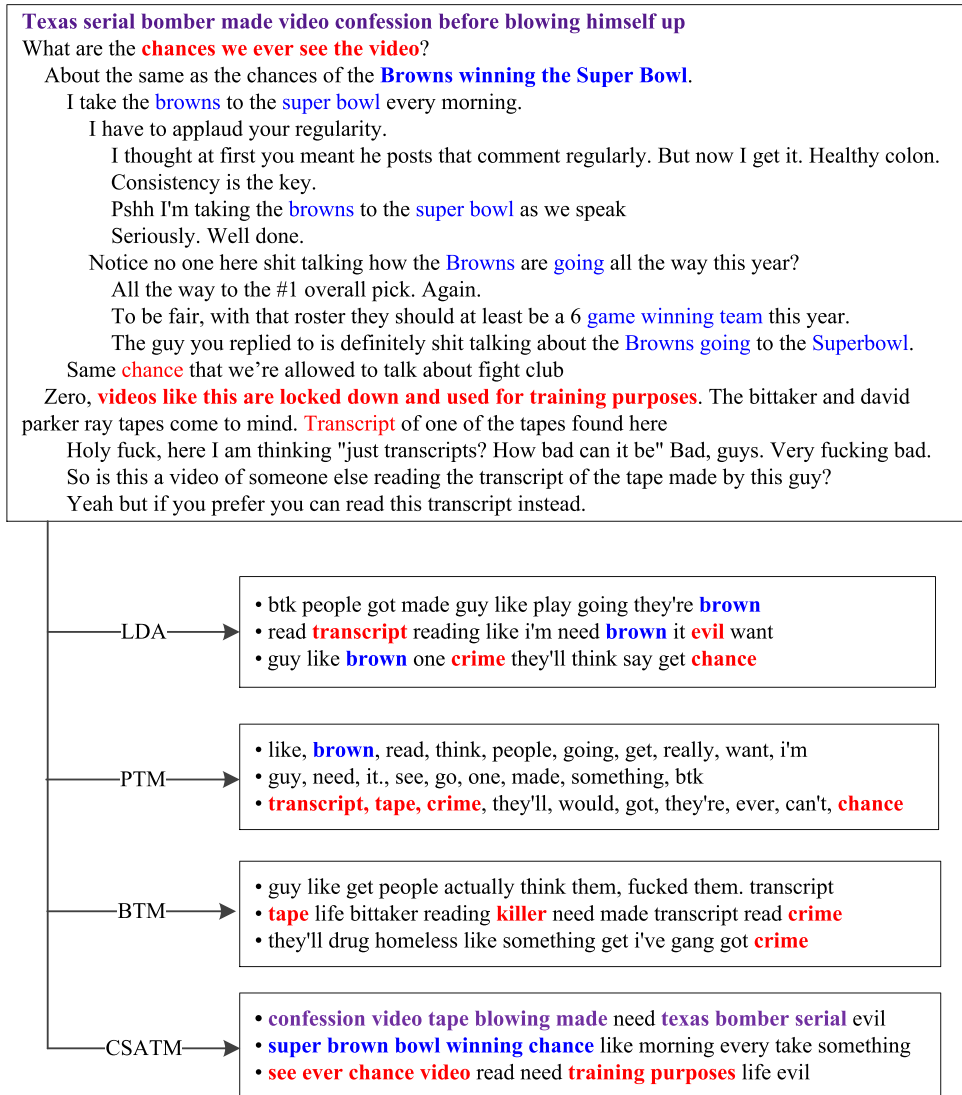 Texas serial bomber made video confession before blowing himself up
What are the chances we ever see the video?
About the same as the chances of the Browns winning the Super Bowl.
I take the browns to the super bowl every morning.
I have to applaud your regularity.
I thought at first you meant he posts that comment regularly. But now I get it. Healthy colon.
Consistency is the key.
Pshh I'm taking the browns to the super bowl as we speak
Seriously. Well done.
Notice no one here shit talking how the Browns are going all the way this year?
All the way to the #1 overall pick. Again.
To be fair, with that roster they should at least be a 6 game winning team this year.
The guy you replied to is definitely shit talking about the Browns going to the Superbowl.
Same chance that we’re allowed to talk about fight club
Zero, videos like this are locked down and used for training purposes. The bittaker and david
parker ray tapes come to mind. Transcript of one of the tapes found here
Holy fuck, here I am thinking "just transcripts? How bad can it be" Bad, guys. Very fucking bad.
So is this a video of someone else reading the transcript of the tape made by this guy?
Yeah but if you prefer you can read this transcript instead.
LDA
• btk people got made guy like play going they're brown
• read transcript reading like i'm need brown it evil want
• guy like brown one crime they'll think say get chance
PTM
• like, brown, read, think, people, going, get, really, want, i'm
• guy, need, it., see, go, one, made, something, btk
• transcript, tape, crime, they'll, would, got, they're, ever, can't, chance
BTM
• guy like get people actually think them, fucked them. transcript
• tape life bittaker reading killer need made transcript read crime
• they'll drug homeless like something get i've gang got crime
CSATM
• confession video tape blowing made need texas bomber serial evil
• super brown bowl winning chance like morning every take something
• see ever chance video read need training purposes life evil